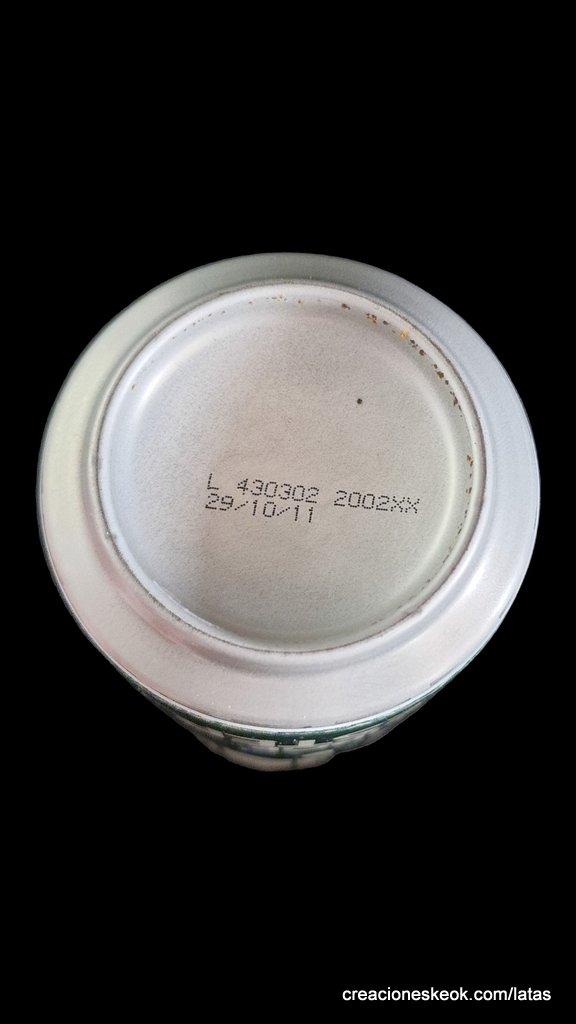 L 430302 2002XX
29/10/11
creacioneskeok.com/latas